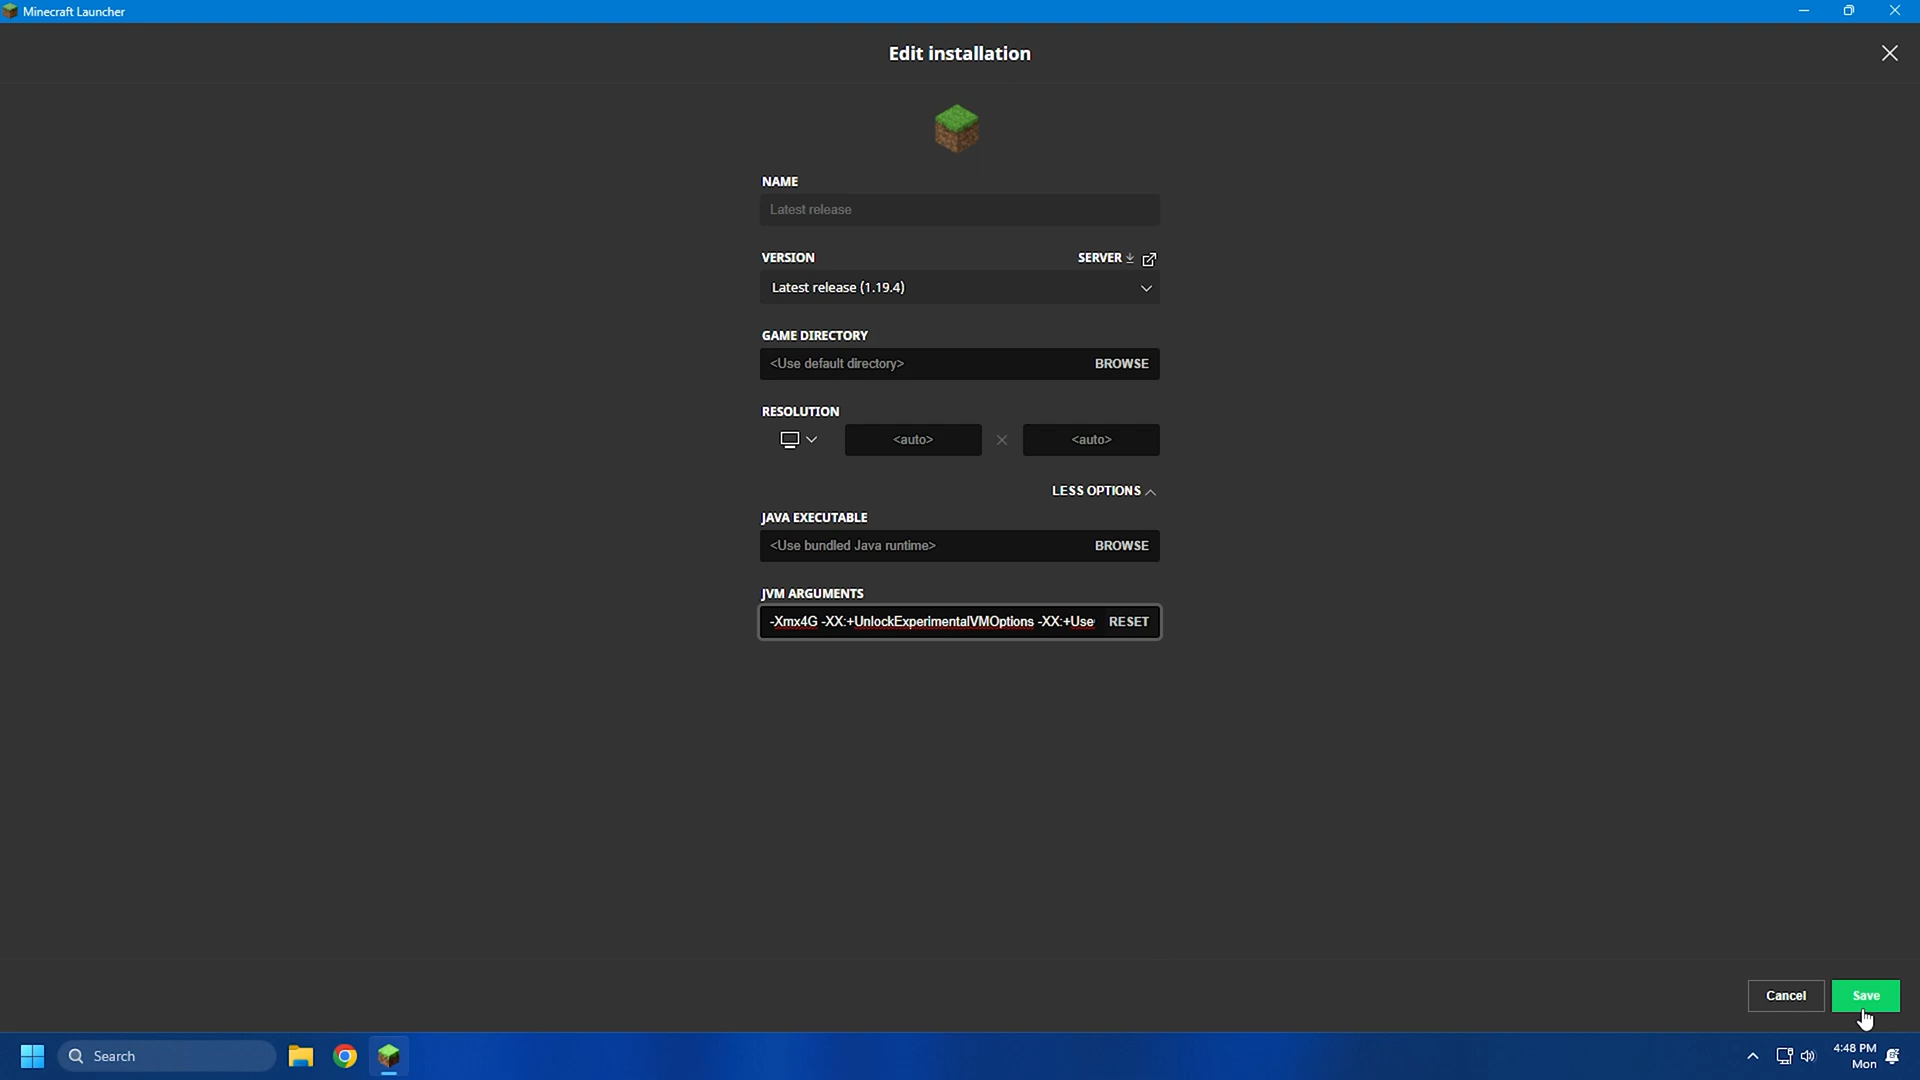 Minecraft Launcher
Edit installation
NAME
Latest release
VERSION
SERVER
Latest release (1.19.4)
GAME DIRECTORY
<Use default directory>
BROWSE
RESOLUTION
<auto>
<auto>
LESS OPTIONS
JAVA EXECUTABLE
<Use bundled Java runtime>
BROWSE
JVM ARGUMENTS
-Xmx4G -XX:+UnlockExperimentalVMOptions -XX:+Use
RESET
Cancel
Save
Search
4:48 PM
Mon